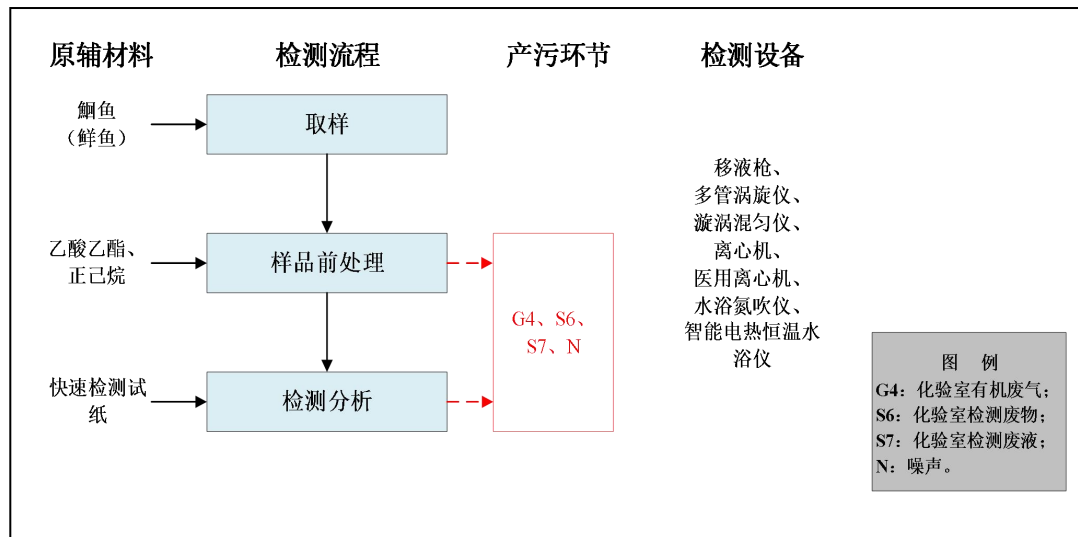 原辅材料
检测流程
产污环节
检测设备
鮰鱼
（鲜鱼）
取样
乙酸乙酯、
正己烷
样品前处理
快速检测试
纸
检测分析
G4、S6、
S7、N
移液枪、
多管涡旋仪、
漩涡混匀仪、
离心机、
医用离心机、
水浴氮吹仪、
智能电热恒温水
浴仪
图 例
G4：化验室有机废气；
S6：化验室检测废物；
S7：化验室检测废液；
N：噪声。